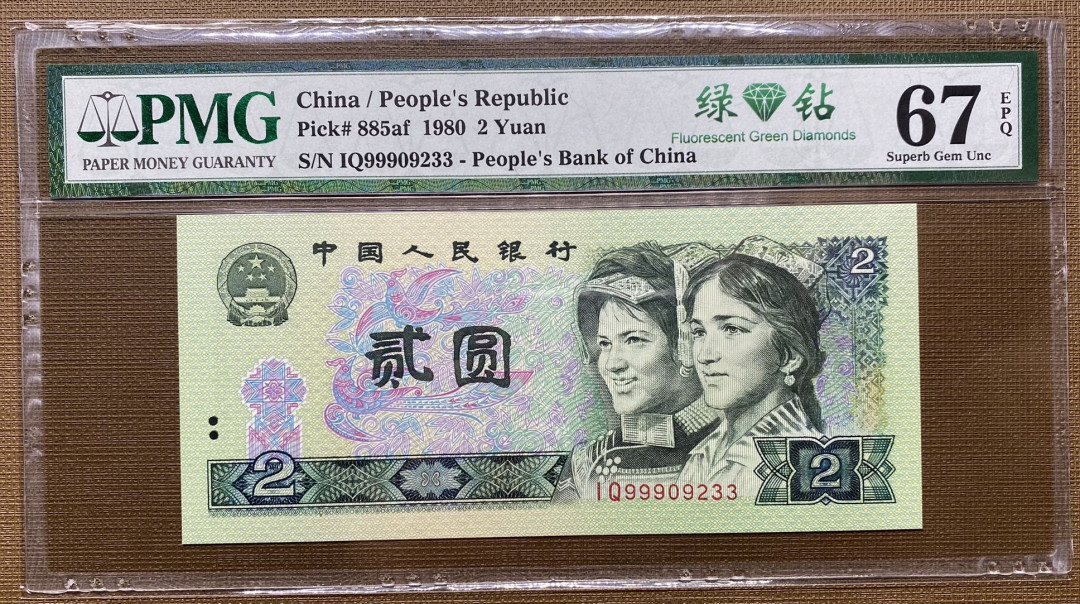 PMG
PAPER MONEY GUARANTY
China / People's Republic
Pick# 885af 1980 2 Yuan
S/N IQ99909233 - People's Bank of China
绿 钻
Fluorescent Green Diamonds
67
EPQ
Superb Gem Unc
中国人民银行
2
贰圆
2
2
IQ99909233